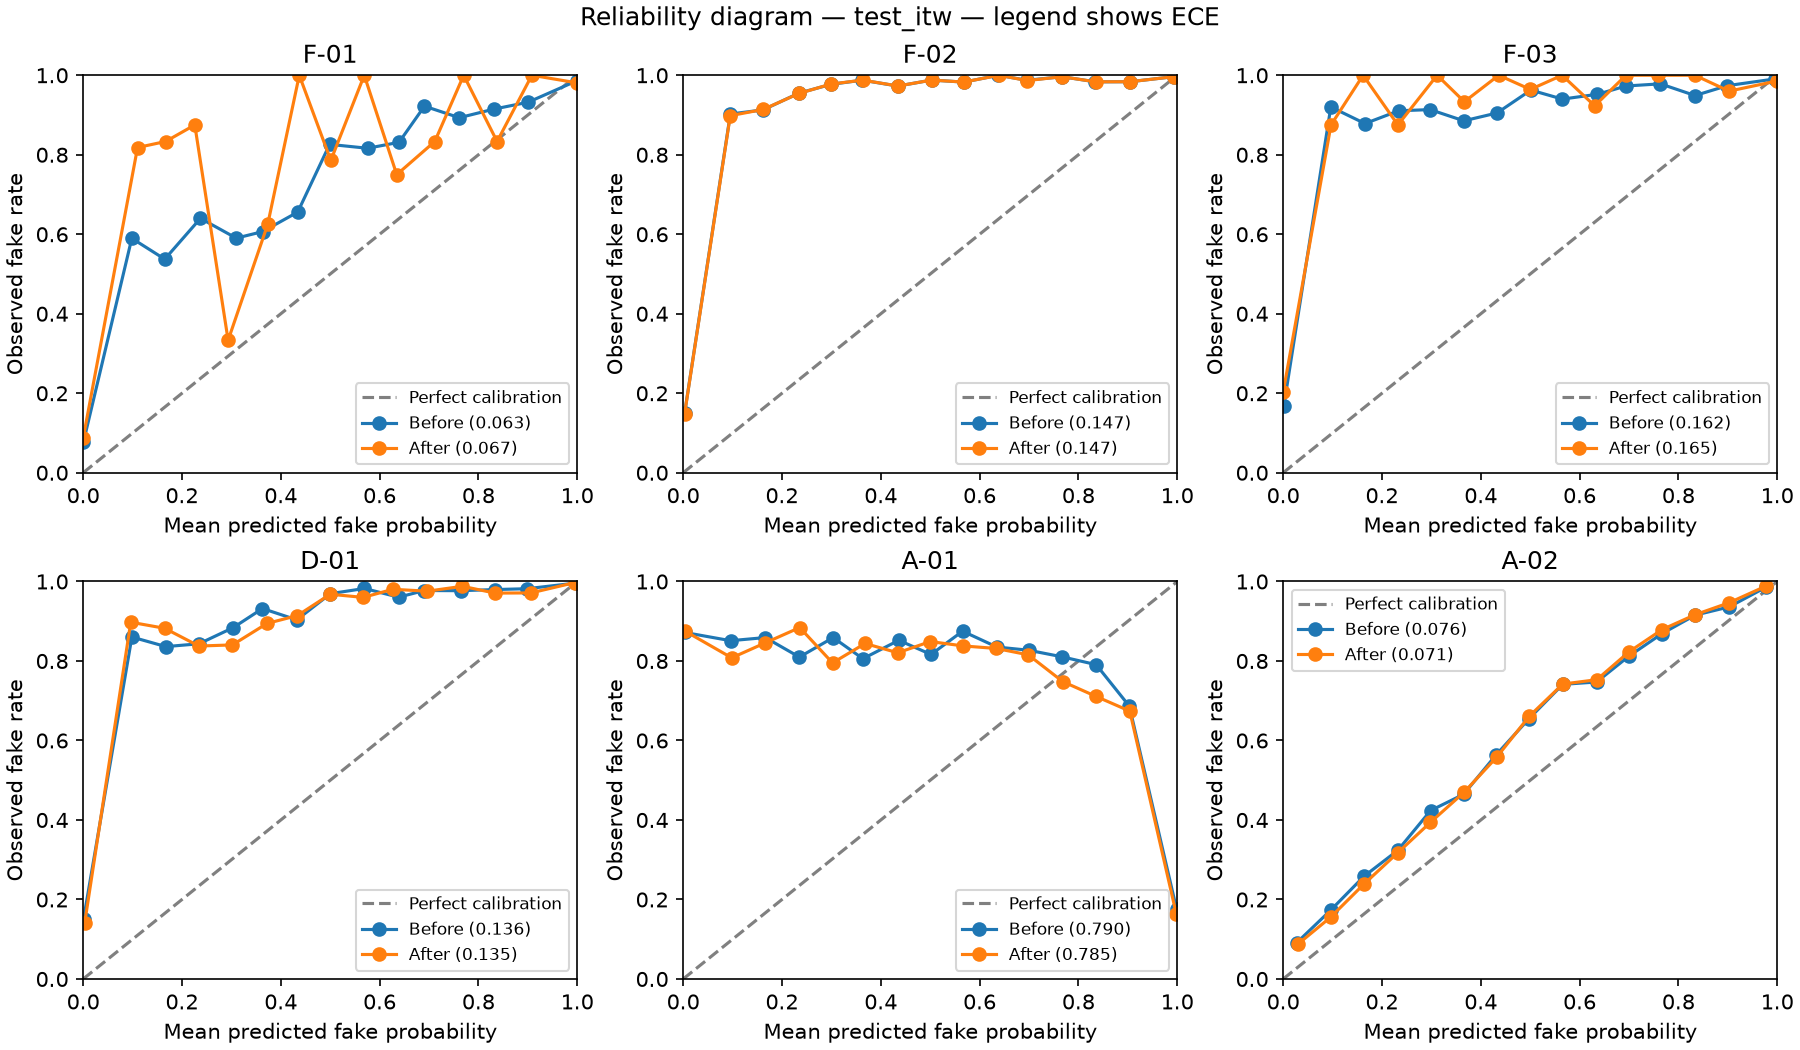 Reliability diagram — test_itw — legend shows ECE
F-01
1.0
0.8
0.6
0.4
0.2
0.0
Observed fake rate
Perfect calibration
Before (0.063)
After (0.067)
0.0 0.2 0.4 0.6 0.8 1.0
Mean predicted fake probability
F-02
1.0
0.8
0.6
0.4
0.2
0.0
Observed fake rate
Perfect calibration
Before (0.147)
After (0.147)
0.0 0.2 0.4 0.6 0.8 1.0
Mean predicted fake probability
F-03
1.0
0.8
0.6
0.4
0.2
0.0
Observed fake rate
Perfect calibration
Before (0.162)
After (0.165)
0.0 0.2 0.4 0.6 0.8 1.0
Mean predicted fake probability
D-01
1.0
0.8
0.6
0.4
0.2
0.0
Observed fake rate
Perfect calibration
Before (0.136)
After (0.135)
0.0 0.2 0.4 0.6 0.8 1.0
Mean predicted fake probability
A-01
1.0
0.8
0.6
0.4
0.2
0.0
Observed fake rate
Perfect calibration
Before (0.790)
After (0.785)
0.0 0.2 0.4 0.6 0.8 1.0
Mean predicted fake probability
A-02
1.0
0.8
0.6
0.4
0.2
0.0
Observed fake rate
Perfect calibration
Before (0.076)
After (0.071)
0.0 0.2 0.4 0.6 0.8 1.0
Mean predicted fake probability